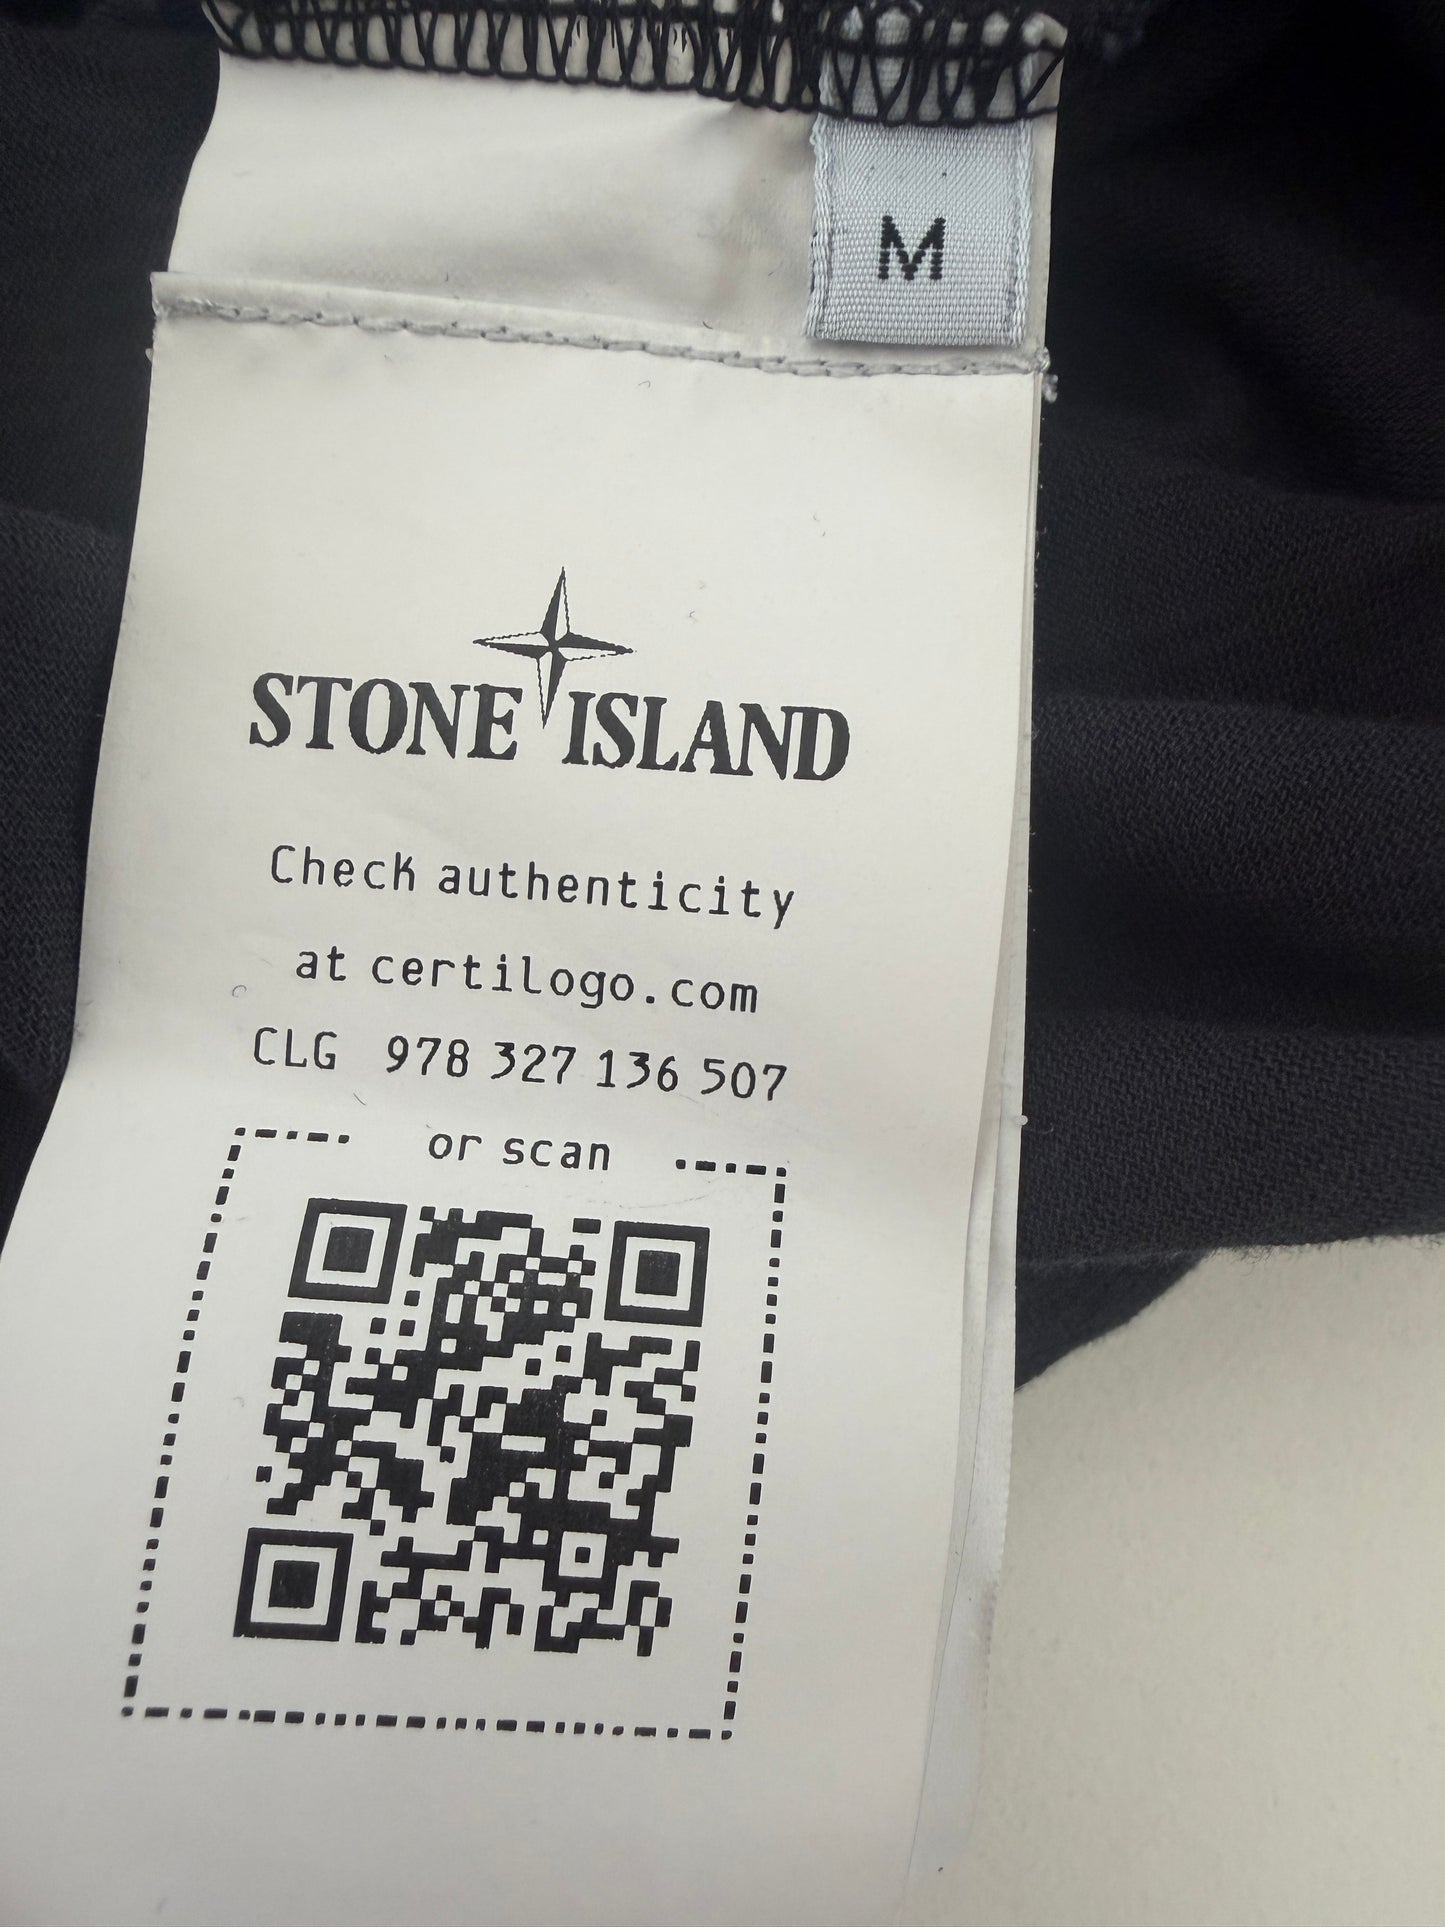 M
STONE ISLAND
Check authenticity
at certilogo.com
CLG 978 327 136 507
or scan